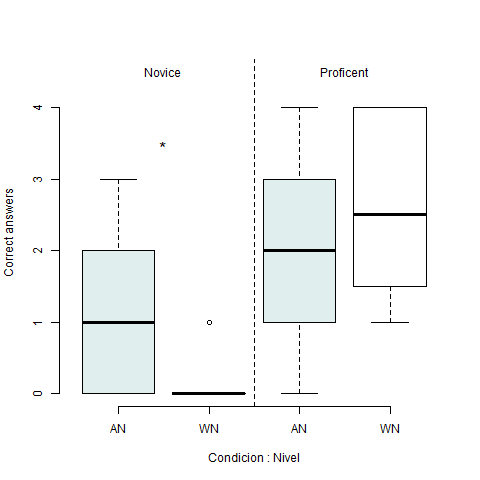 Novice Proficent
*
Correct answers
4
3
2
1
0
AN WN AN WN
Condicion : Nivel